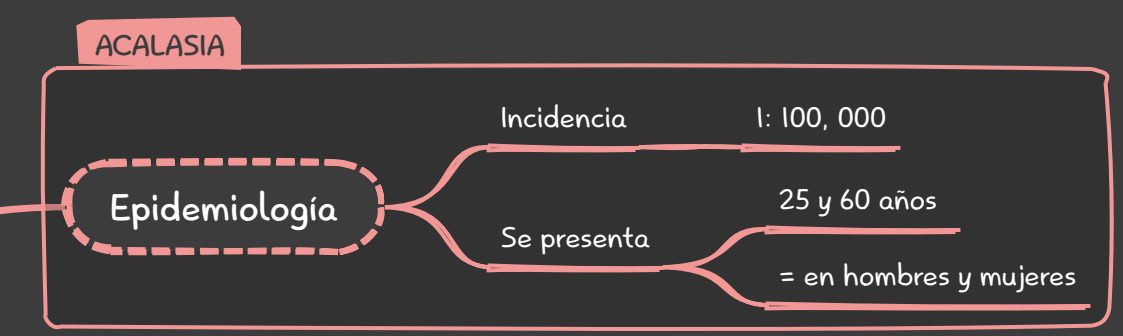 ACALASIA
Incidencia
1: 100, 000
25 y 60 años
Epidemiología
Se presenta
= en hombres y mujeres